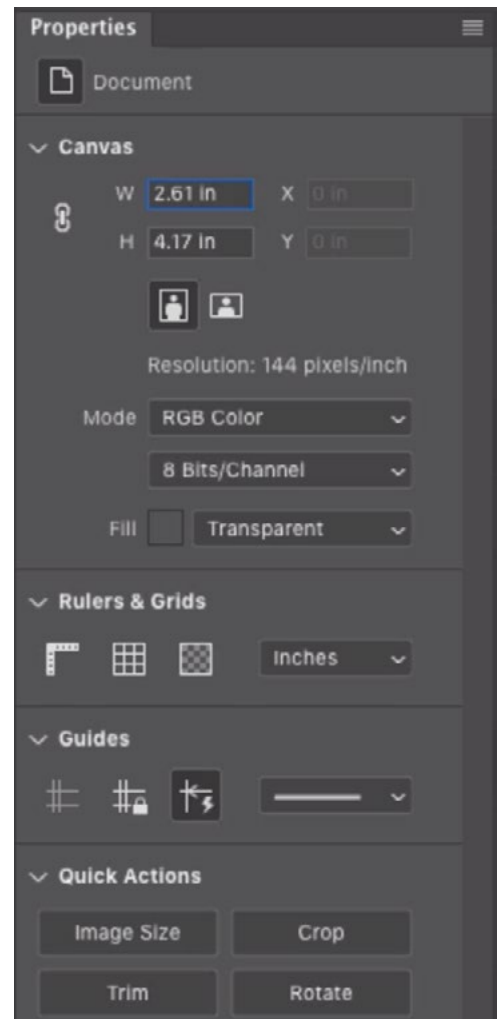 Properties
Document
Canvas
W 2.61 in X 0 in
H 4.17 in Y 0 in
Resolution: 144 pixels/inch
Mode RGB Color
8 Bits/Channel
Fill Transparent
Rulers & Grids
Inches
Guides
Quick Actions
Image Size Crop
Trim Rotate